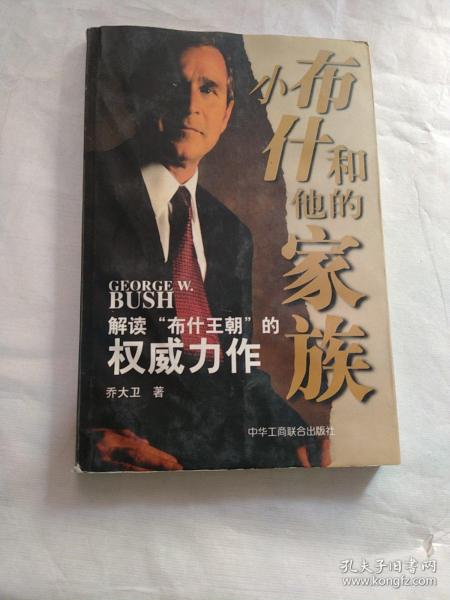 小布什和他的家族
GEORGE W.
BUSH
解读“布什王朝”的
权威力作
乔大卫 著
中华工商联合出版社
孔夫子旧书网
www.kongfz.com